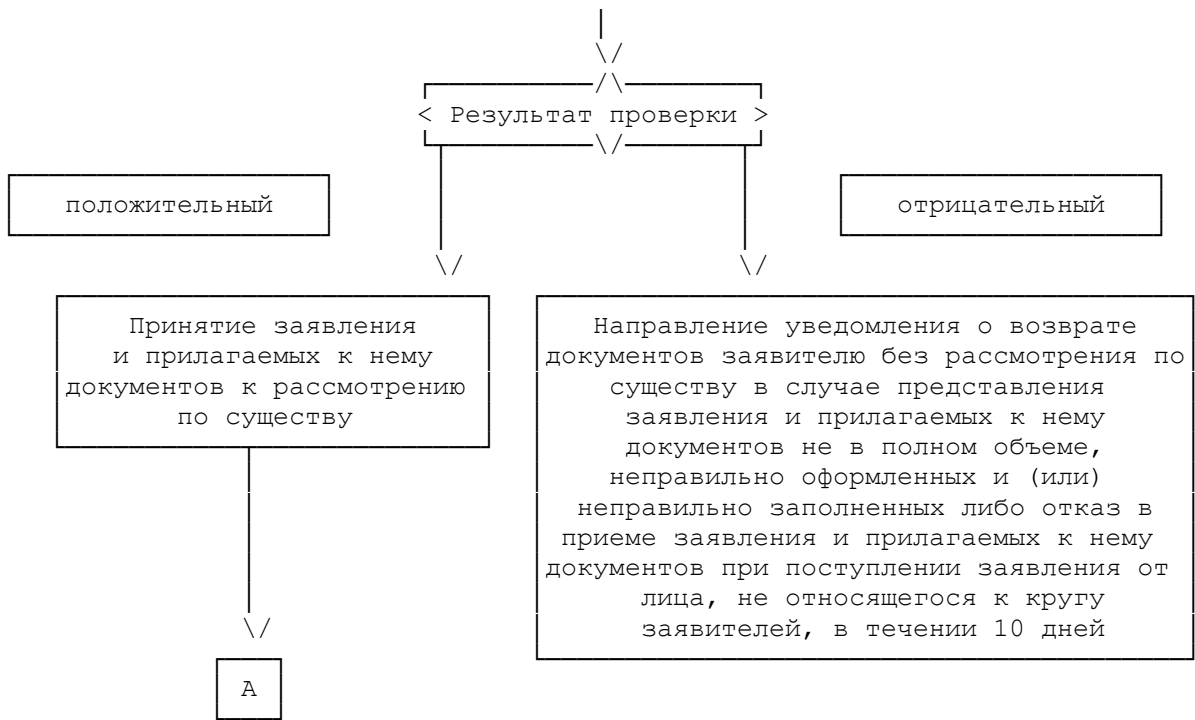 < Результат проверки >
положительный
отрицательный
Принятие заявления
и прилагаемых к нему
документов к рассмотрению
по существу
Направление уведомления о возврате
документов заявителю без рассмотрения по
существу в случае представления
заявления и прилагаемых к нему
документов не в полном объеме,
неправильно оформленных и (или)
неправильно заполненных либо отказ в
приеме заявления и прилагаемых к нему
документов при поступлении заявления от
лица, не относящегося к кругу
заявителей, в течении 10 дней
А